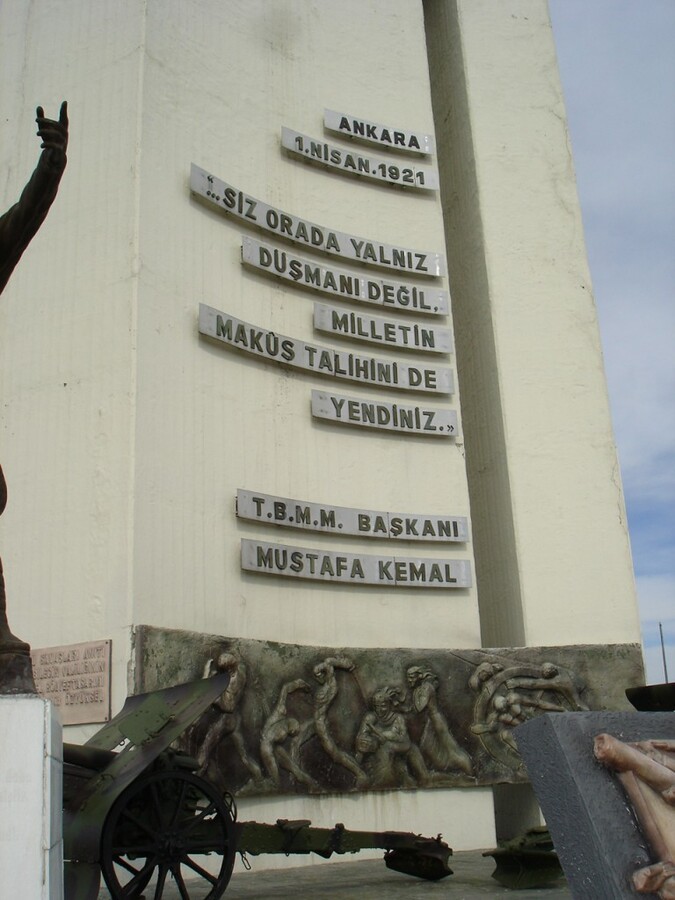 ANKARA
1.NİSAN.1921
"...SİZ ORADA YALNIZ
DÜŞMANI DEĞİL,
MİLLETİN
MAKÛS TALİHİNİ DE
YENDİNİZ.»
T.B.M.M. BAŞKANI
MUSTAFA KEMAL